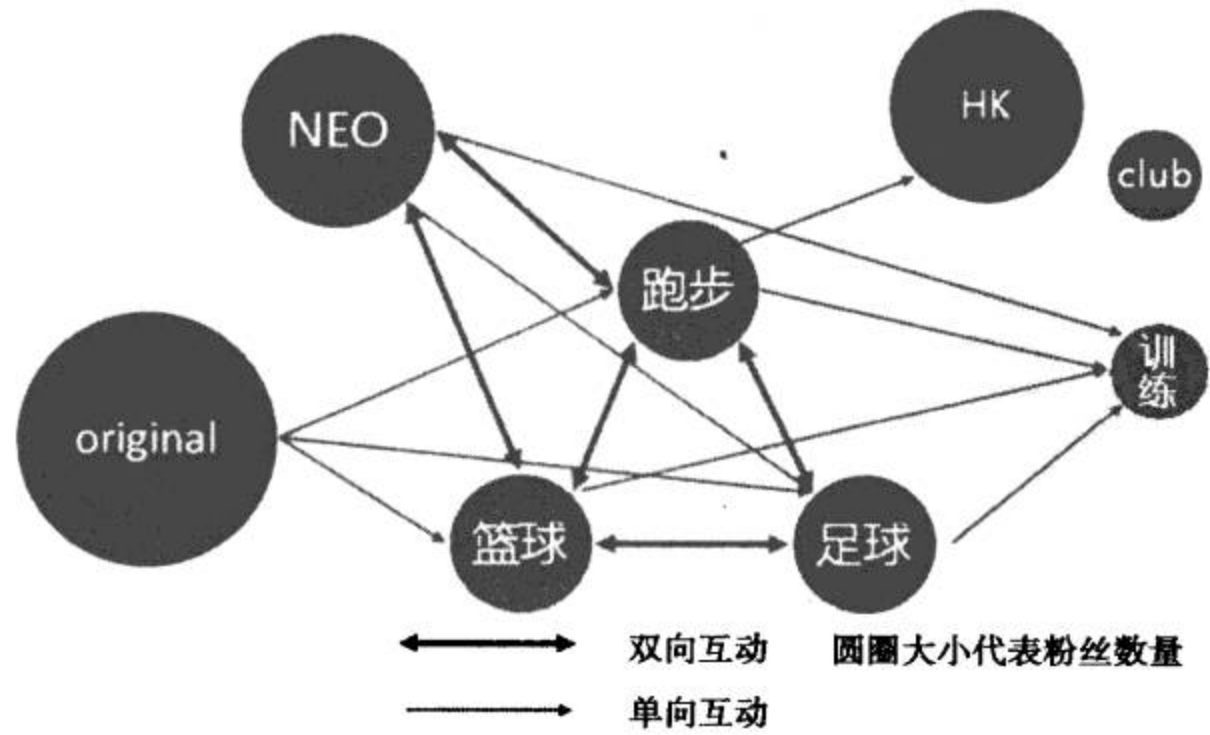 NEO
HK
club
跑步
训
练
original
篮球
足球
双向互动
圆圈大小代表粉丝数量
单向互动